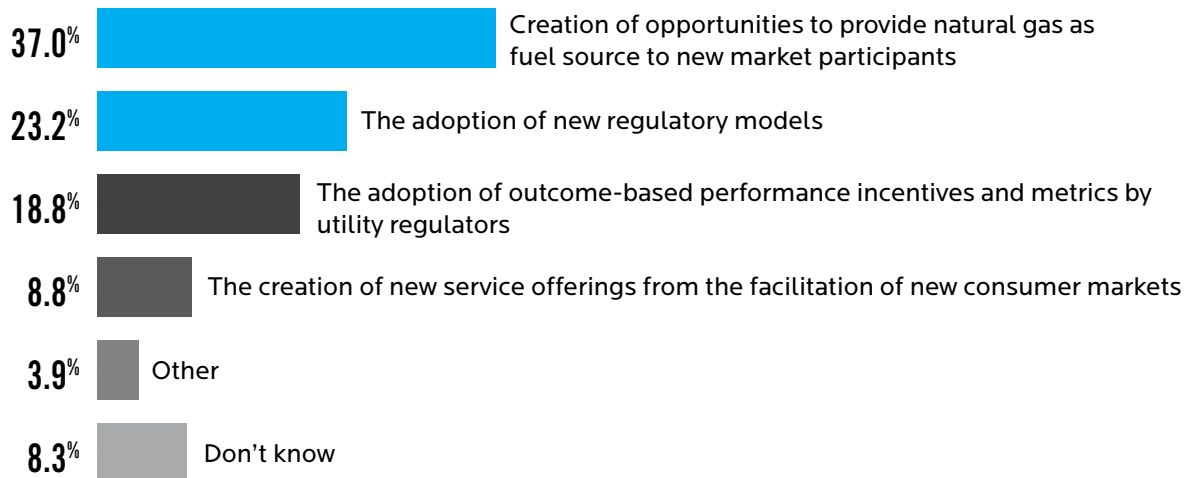 37.0%
Creation of opportunities to provide natural gas as
fuel source to new market participants
23.2%
The adoption of new regulatory models
18.8%
The adoption of outcome-based performance incentives and metrics by
utility regulators
8.8%
The creation of new service offerings from the facilitation of new consumer markets
3.9%
Other
8.3%
Don’t know